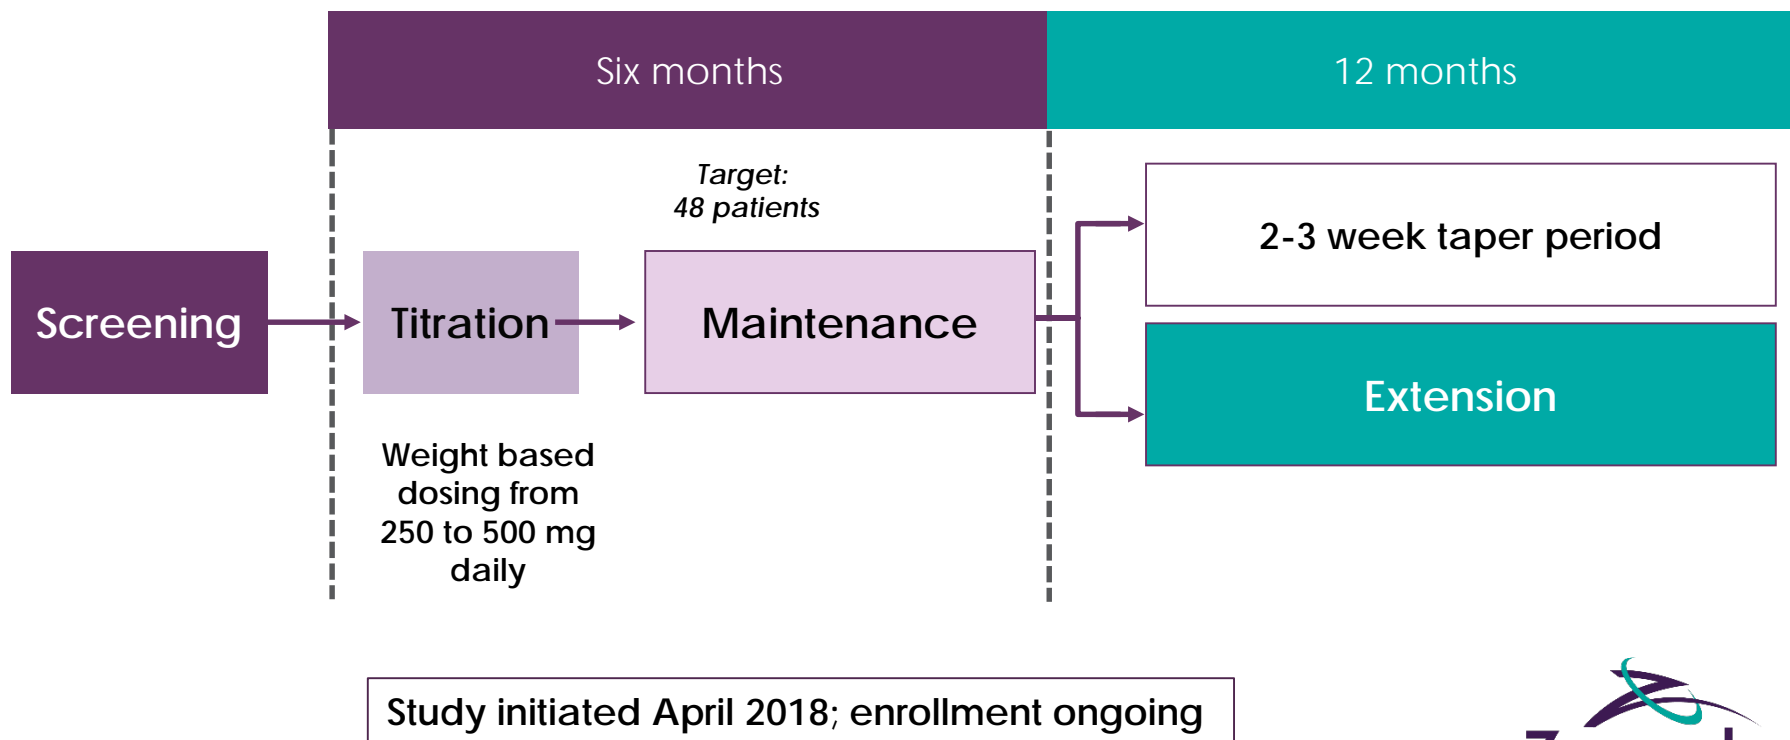 Six months
12 months
Target:
48 patients
2-3 week taper period
Screening
Titration
Maintenance
Extension
Weight based
dosing from
250 to 500 mg
daily
Study initiated April 2018; enrollment ongoing